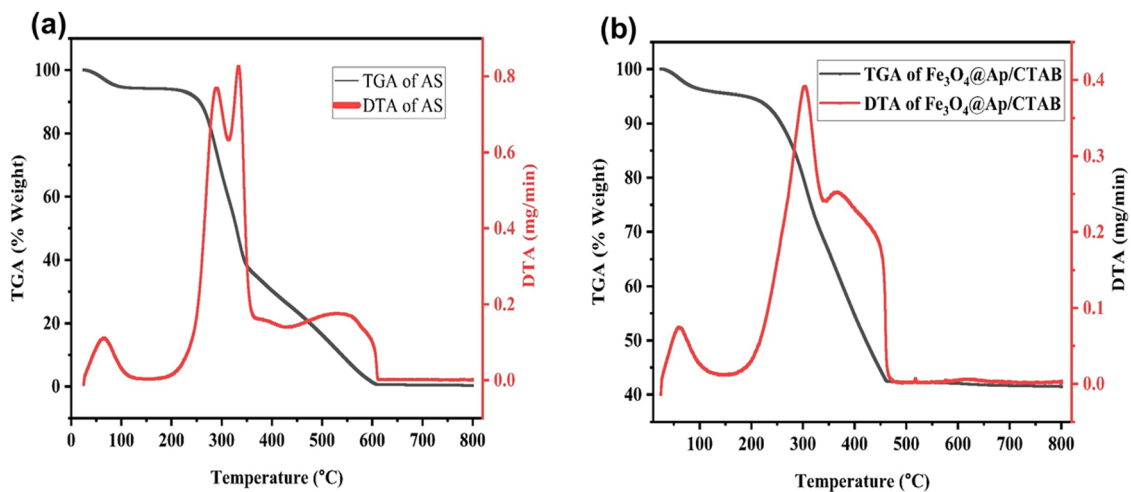 (a)
TGA (% Weight)
100
80
60
40
20
0
TGA of AS
DTA of AS
0.8
0.6
0.4
0.2
0.0
DTA (mg/min)
0 100 200 300 400 500 600 700 800
Temperature (°C)
(b)
TGA (% Weight)
100
90
80
70
60
50
40
TGA of Fe₃O₄@Ap/CTAB
DTA of Fe₃O₄@Ap/CTAB
0.4
0.3
0.2
0.1
0.0
DTA (mg/min)
100 200 300 400 500 600 700 800
Temperature (°C)